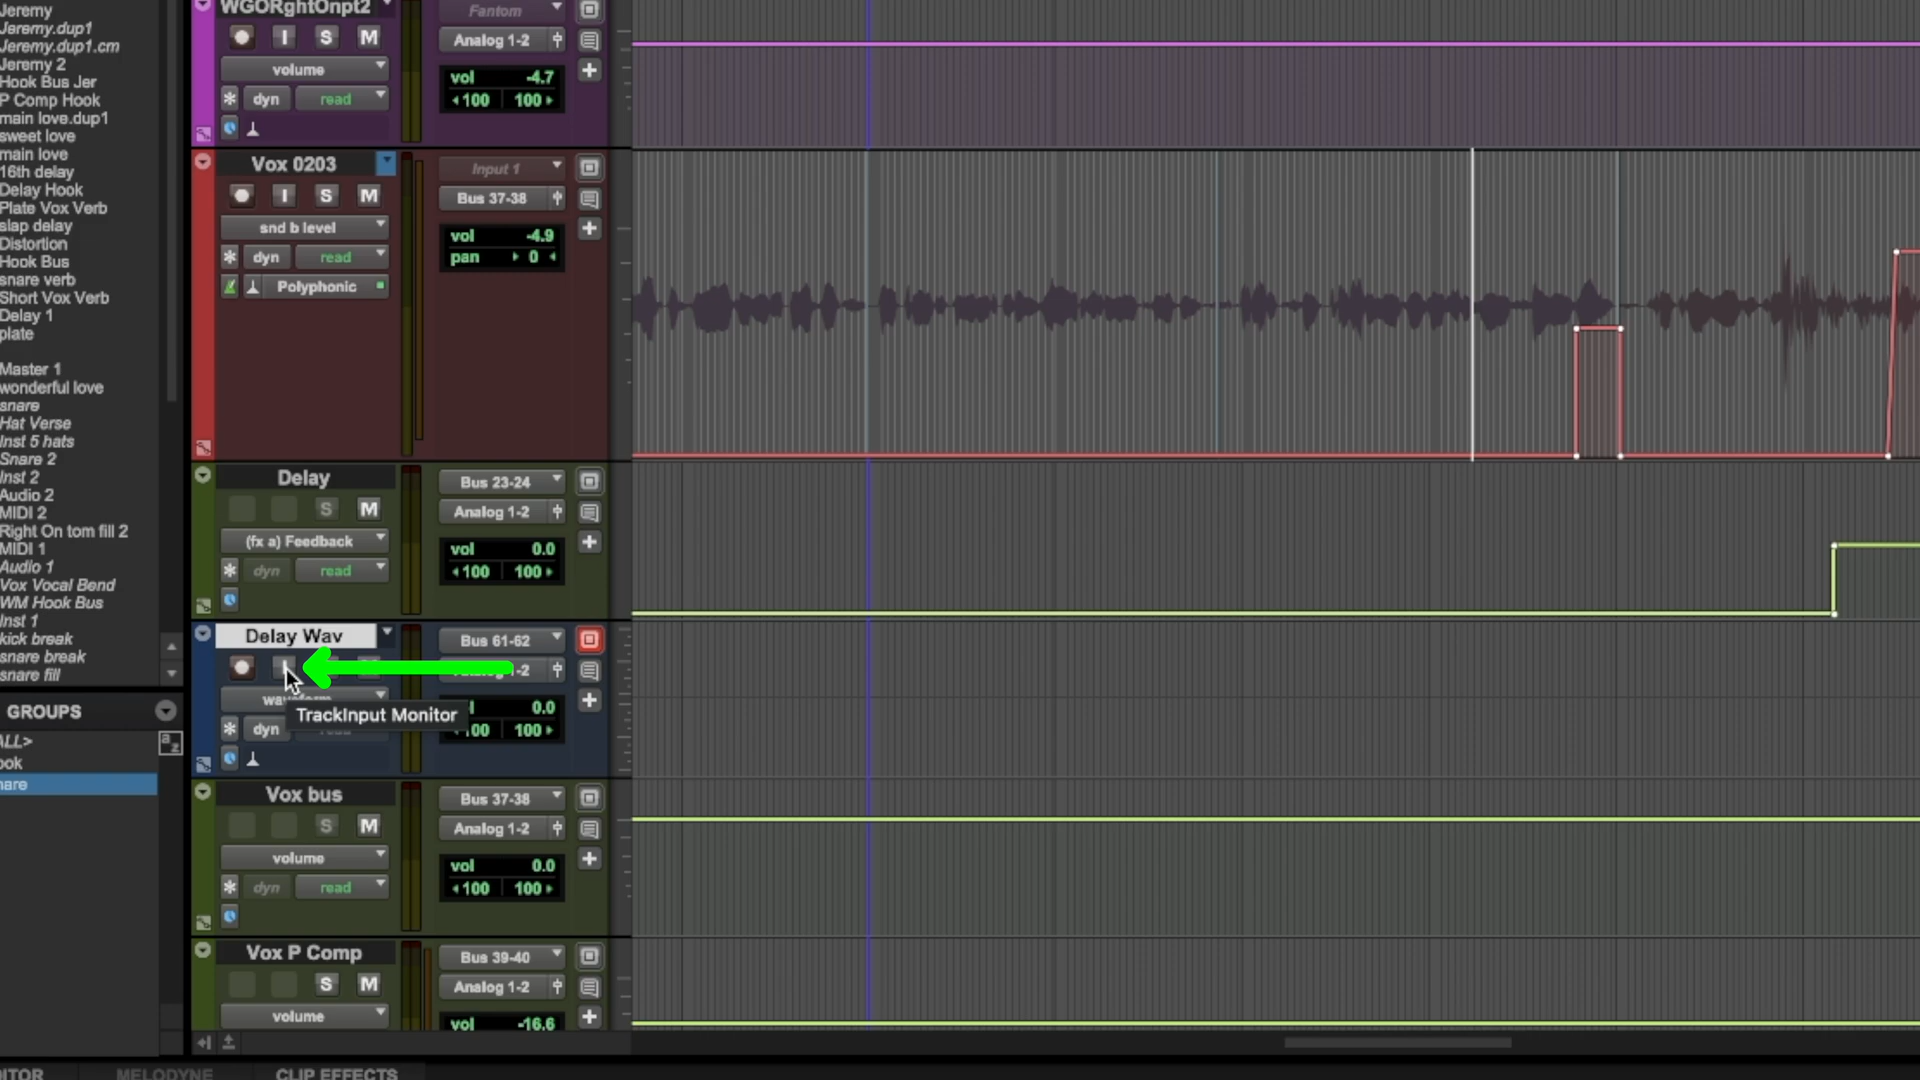 Jeremy
Jeremy.dup1
Jeremy.dup1.cm
Jeremy 2
Hook Bus Jer
P Comp Hook
main love.dup1
sweet love
main love
16th delay
Delay Hook
Plate Vox Verb
slap delay
Distortion
Hook Bus
snare verb
Short Vox Verb
Delay 1
plate
Master 1
wonderful love
snare
Hat Verse
Inst 5 hats
Snare 2
Inst 2
Audio 2
MIDI 2
Right On tom fill 2
MIDI 1
Audio 1
Vox Vocal Bend
WM Hook Bus
Inst 1
kick break
snare break
snare fill
GROUPS
ALL>
ook
nare
a z
WGORghtOnpt2
Fantom
I S M
Analog 1-2
volume
vol -4.7
dyn read
100 100
Vox 0203
Input 1
I S M
Bus 37-38
snd b level
vol -4.9
dyn read
pan 0
Polyphonic
Delay
Bus 23-24
S M
Analog 1-2
(fx a) Feedback
vol 0.0
dyn read
100 100
Delay Wav
Bus 61-62
I
-2
0.0
TrackInput Monitor
dyn
100
Vox bus
Bus 37-38
S M
Analog 1-2
volume
vol 0.0
dyn read
100 100
Vox P Comp
Bus 39-40
S M
Analog 1-2
volume
vol -16.6
DITOR
MELODYNE
CLIP EFFECTS